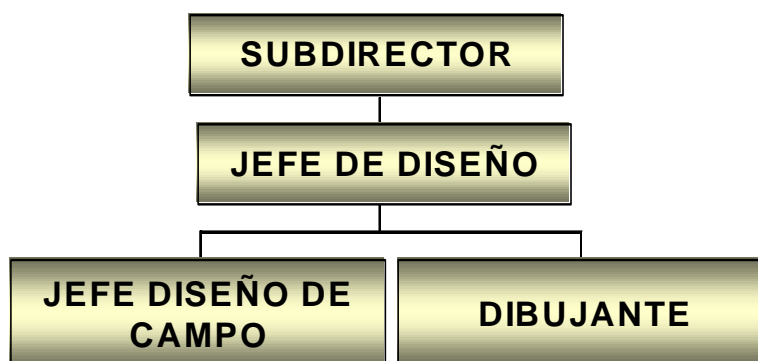 SUBDIRECTOR
JEFE DE DISEÑO
JEFE DISEÑO DE
CAMPO
DIBUJANTE